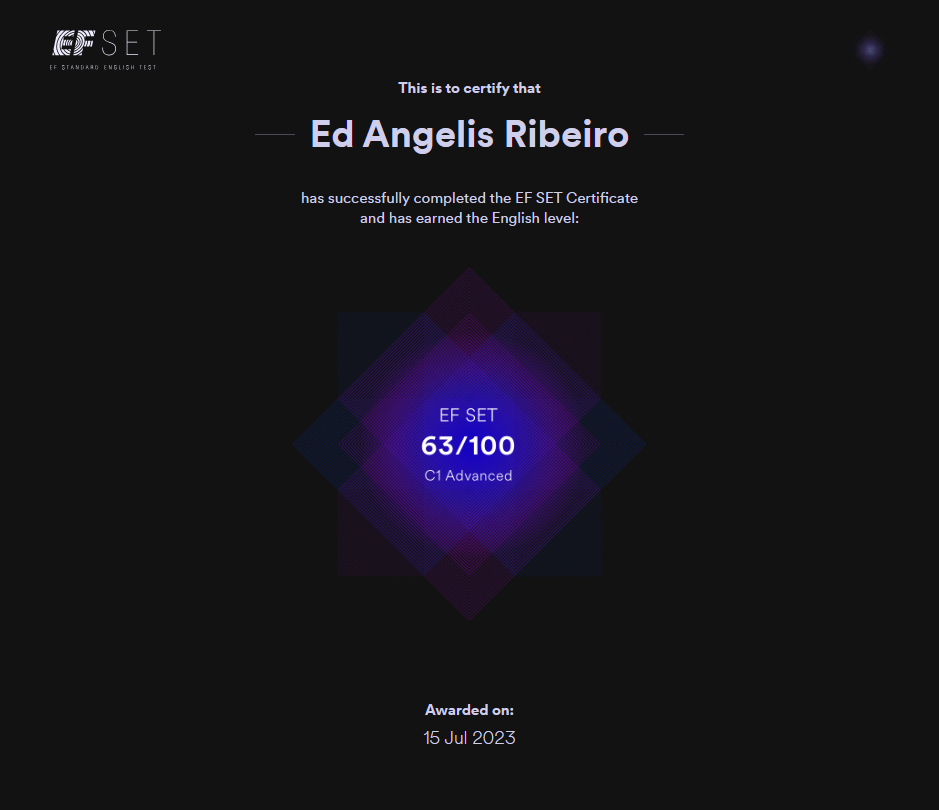 EF SET
EF STANDARD ENGLISH TEST
This is to certify that
Ed Angelis Ribeiro
has successfully completed the EF SET Certificate
and has earned the English level:
EF SET
63/100
C1 Advanced
Awarded on:
15 Jul 2023